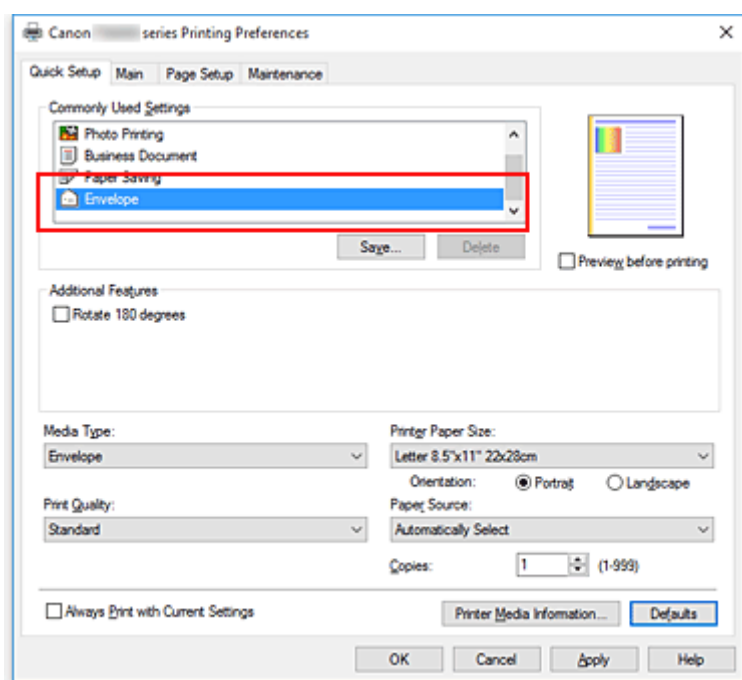 Canon series Printing Preferences
Quick Setup Main Page Setup Maintenance
Commonly Used Settings
Photo Printing
Business Document
Paper Saving
Envelope
Save... Delete
Preview before printing
Additional Features
Rotate 180 degrees
Media Type: Printer Paper Size:
Envelope Letter 8.5"x11" 22x28cm
Orientation: Portrait Landscape
Print Quality: Paper Source:
Standard Automatically Select
Copies: 1 (1-999)
Always Print with Current Settings Printer Media Information... Defaults
OK Cancel Apply Help